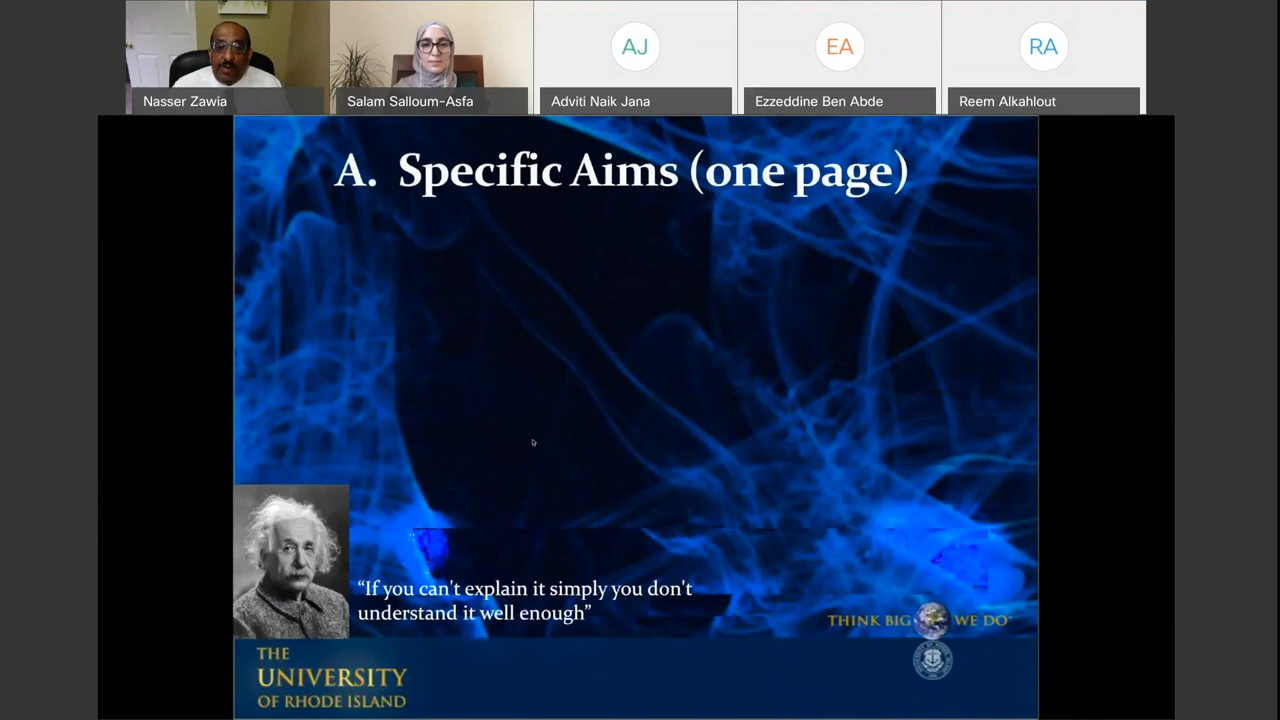 AJ
EA
RA
Nasser Zawia
Salam Salloum-Asfa
Adviti Naik Jana
Ezzeddine Ben Abde
Reem Alkahlout
A. Specific Aims (one page)
“If you can't explain it simply you don't
understand it well enough”
THINK BIG WE DO
THE
UNIVERSITY
OF RHODE ISLAND